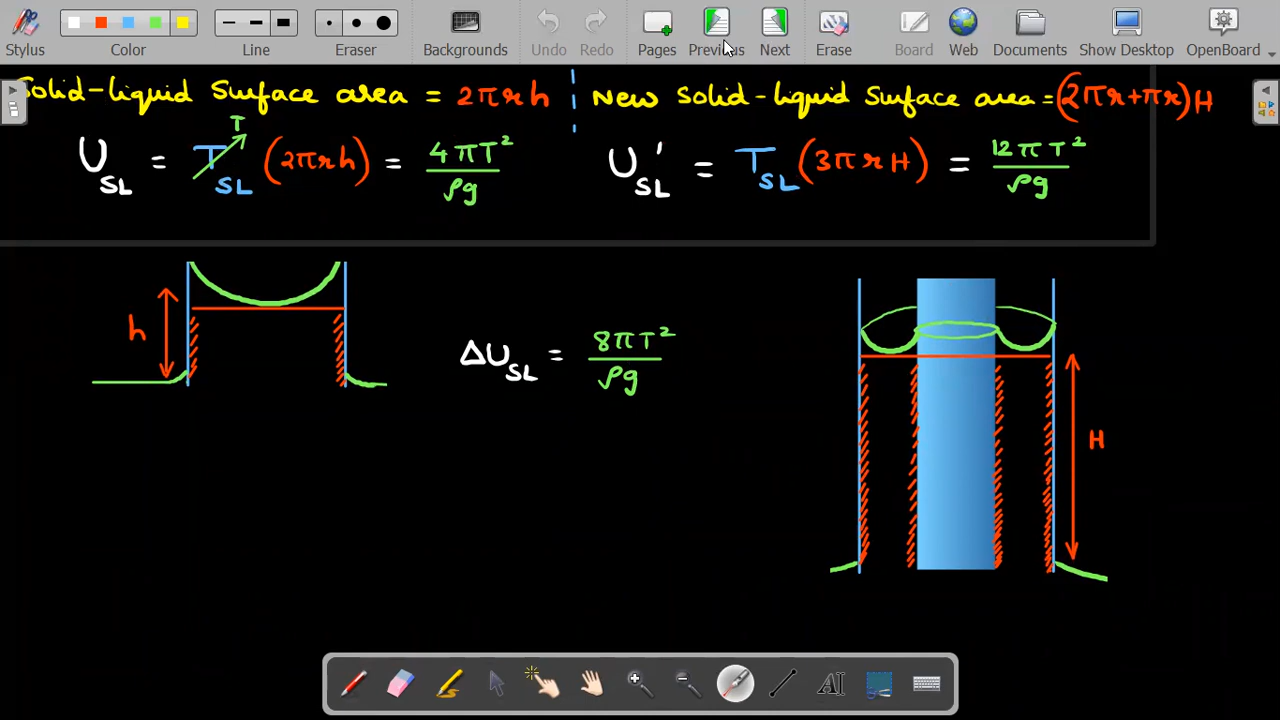 Stylus Color Line Eraser Backgrounds Undo Redo Pages Previous Next Erase Board Web Documents Show Desktop OpenBoard
Solid-liquid Surface area = 2πrh
New Solid-liquid Surface area = (2πr+πr)H
T
U_SL = T_SL (2πrh) = 4πT²/ρg
U_SL' = T_SL (3πrH) = 12πT²/ρg
h
ΔU_SL = 8πT²/ρg
H
AI